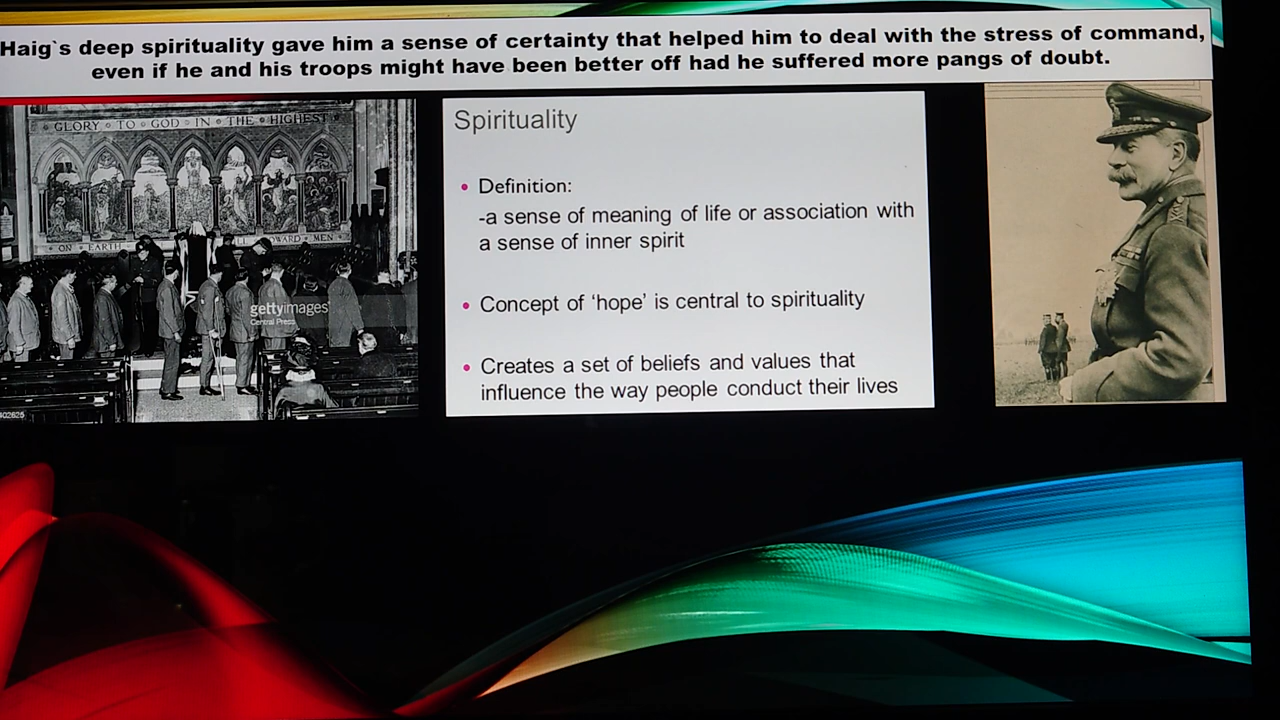 Haig`s deep spirituality gave him a sense of certainty that helped him to deal with the stress of command,
even if he and his troops might have been better off had he suffered more pangs of doubt.
GLORY TO GOD IN THE HIGHEST
ON EARTH
MEN
gettyimages
Central Press
Spirituality
• Definition:
-a sense of meaning of life or association with
a sense of inner spirit
• Concept of ‘hope’ is central to spirituality
• Creates a set of beliefs and values that
influence the way people conduct their lives